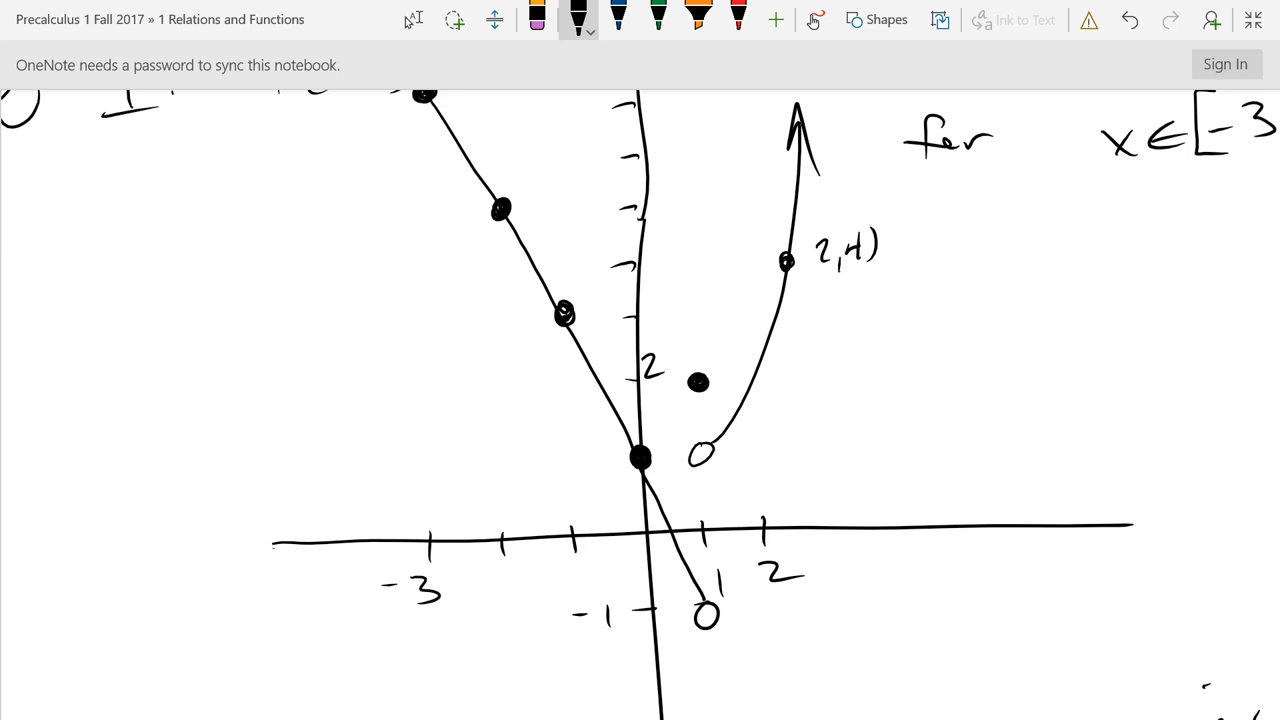 Precalculus 1 Fall 2017 » 1 Relations and Functions
Shapes
Ink to Text
OneNote needs a password to sync this notebook.
Sign In
for x∈[-3
2,4)
2
-3
1
2
-1